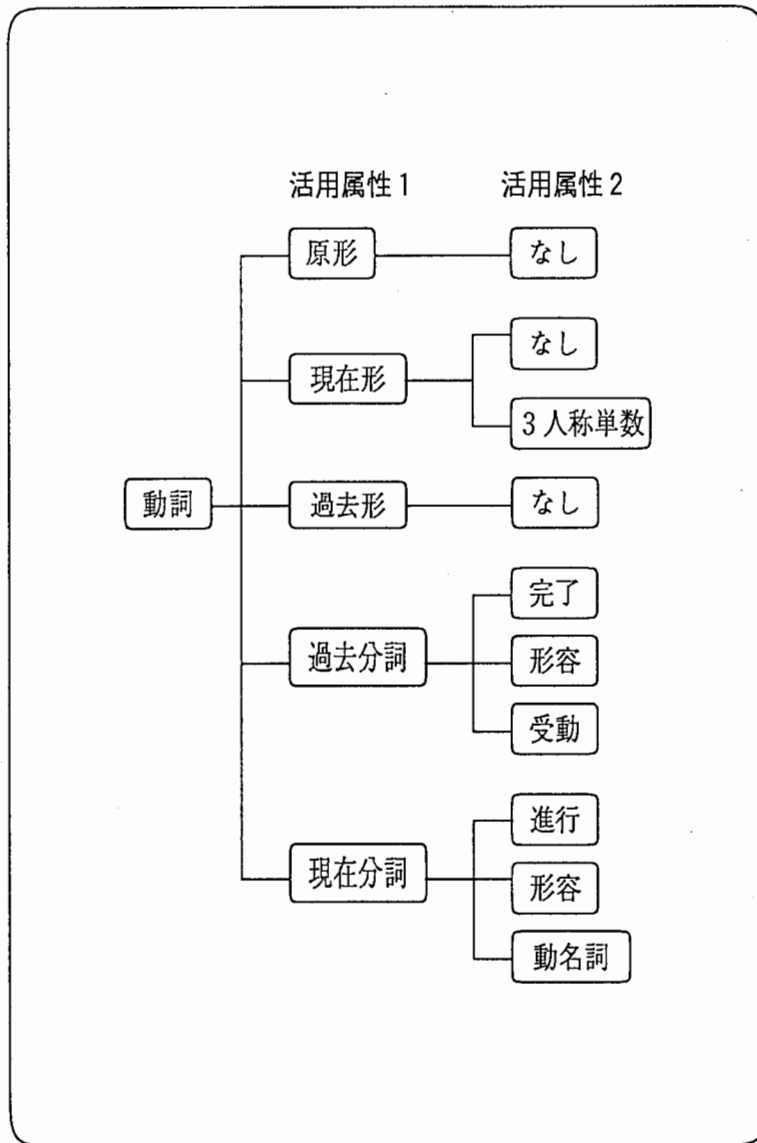 活用属性1 活用属性2
原形 なし
なし
現在形
3人称単数
動詞 過去形 なし
完了
過去分詞 形容
受動
進行
現在分詞 形容
動名詞